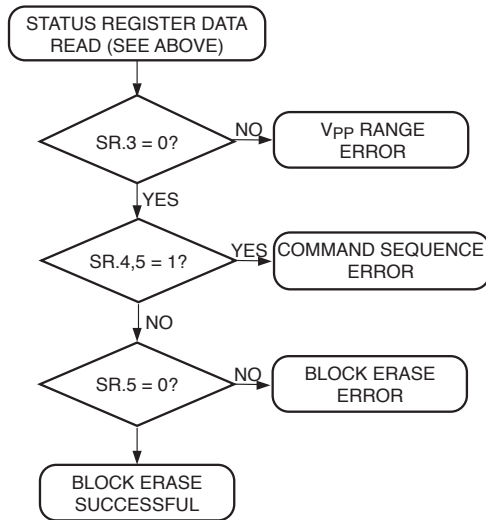 STATUS REGISTER DATA
READ (SEE ABOVE)
SR.3 = 0?
NO
VPP RANGE
ERROR
YES
SR.4,5 = 1?
YES
COMMAND SEQUENCE
ERROR
NO
SR.5 = 0?
NO
BLOCK ERASE
ERROR
BLOCK ERASE
SUCCESSFUL